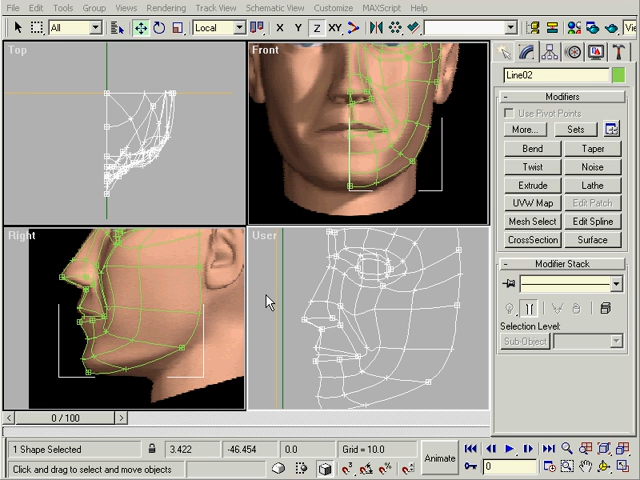 File Edit Tools Group Views Rendering Track View Schematic View Customize MAXScript Help
All Local X Y Z XY Vie
Top
Front
Right
User
Line02
- Modifiers
Use Pivot Points
More... Sets
Bend Taper
Twist Noise
Extrude Lathe
UVW Map Edit Patch
Mesh Select Edit Spline
CrossSection Surface
- Modifier Stack
Selection Level:
Sub-Object
< 0 / 100 >
1 Shape Selected 3.422 -46.454 0.0 Grid = 10.0 Animate
Click and drag to select and move objects 0